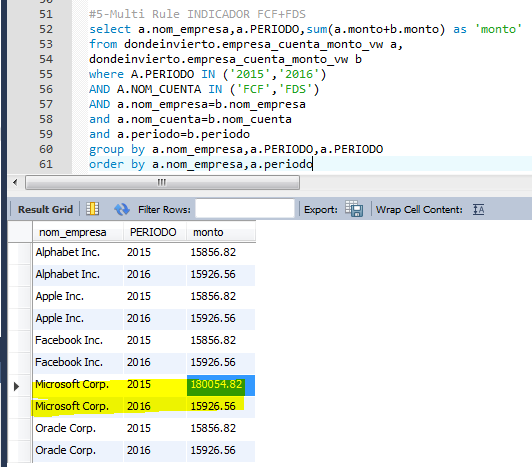 50
51 #5-Multi Rule INDICADOR FCF+FDS
52 select a.nom_empresa,a.PERIODO,sum(a.monto+b.monto) as 'monto'
53 from dondeinvierto.empresa_cuenta_monto_vw a,
54 dondeinvierto.empresa_cuenta_monto_vw b
55 where A.PERIODO IN ('2015','2016')
56 AND A.NOM_CUENTA IN ('FCF','FDS')
57 AND a.nom_empresa=b.nom_empresa
58 and a.nom_cuenta=b.nom_cuenta
59 and a.periodo=b.periodo
60 group by a.nom_empresa,a.PERIODO,a.PERIODO
61 order by a.nom_empresa,a.periodo
Result Grid Filter Rows: Export: Wrap Cell Content:
nom_empresa PERIODO monto
Alphabet Inc. 2015 15856.82
Alphabet Inc. 2016 15926.56
Apple Inc. 2015 15856.82
Apple Inc. 2016 15926.56
Facebook Inc. 2015 15856.82
Facebook Inc. 2016 15926.56
Microsoft Corp. 2015 180054.82
Microsoft Corp. 2016 15926.56
Oracle Corp. 2015 15856.82
Oracle Corp. 2016 15926.56